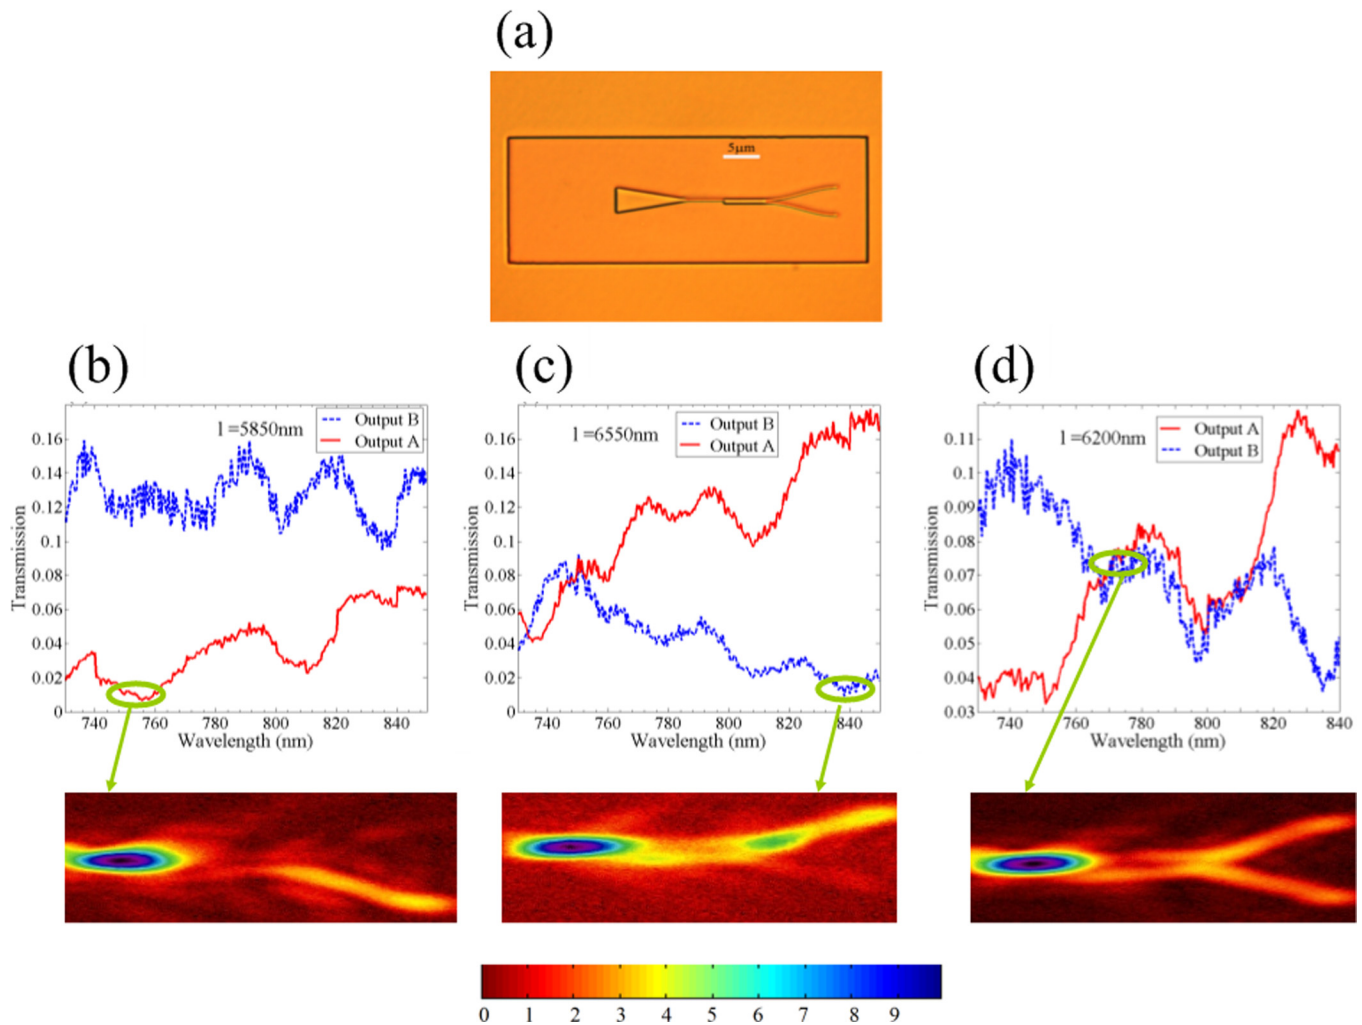 (a)
5μm
(b)
(c)
(d)
l =5850nm
Output B
Output A
0.16
0.14
0.12
0.1
0.08
0.06
0.04
0.02
0
Transmission
740
760
780
800
820
840
Wavelength (nm)
l =6550nm
Output B
Output A
0.16
0.14
0.12
0.1
0.08
0.06
0.04
0.02
0
Transmission
740
760
780
800
820
840
Wavelength (nm)
l =6200nm
Output A
Output B
0.11
0.1
0.09
0.08
0.07
0.06
0.05
0.04
0.03
Transmission
740
760
780
800
820
840
Wavelength (nm)
0 1 2 3 4 5 6 7 8 9